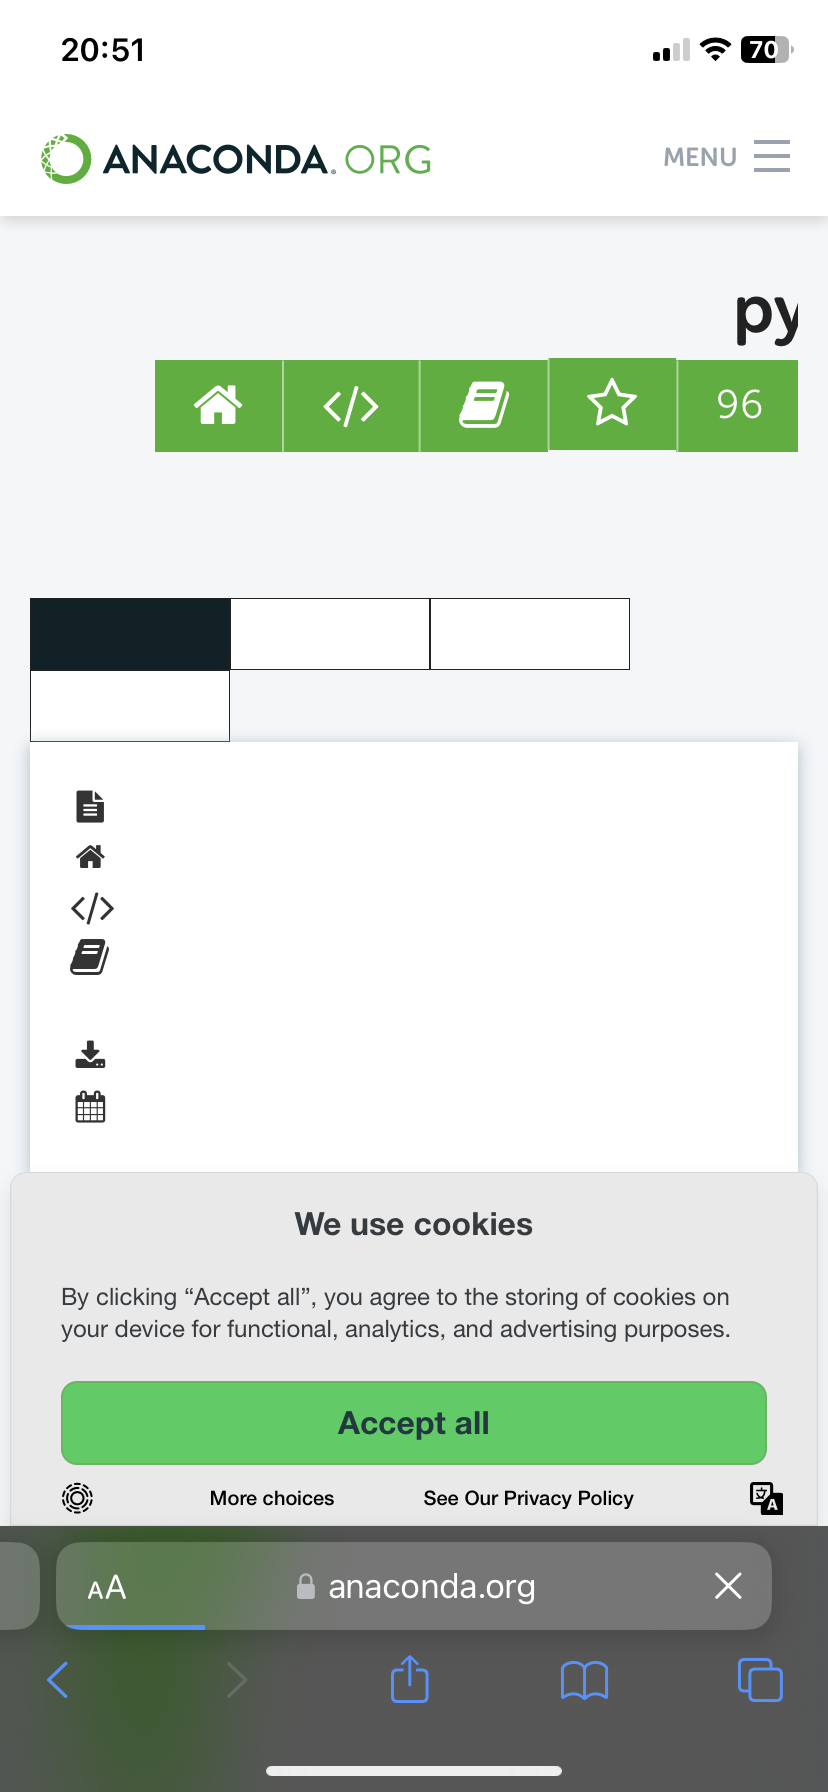 20:51
70
ANACONDA.ORG
MENU
py
96
We use cookies
By clicking “Accept all”, you agree to the storing of cookies on
your device for functional, analytics, and advertising purposes.
Accept all
More choices
See Our Privacy Policy
文A
AA
anaconda.org